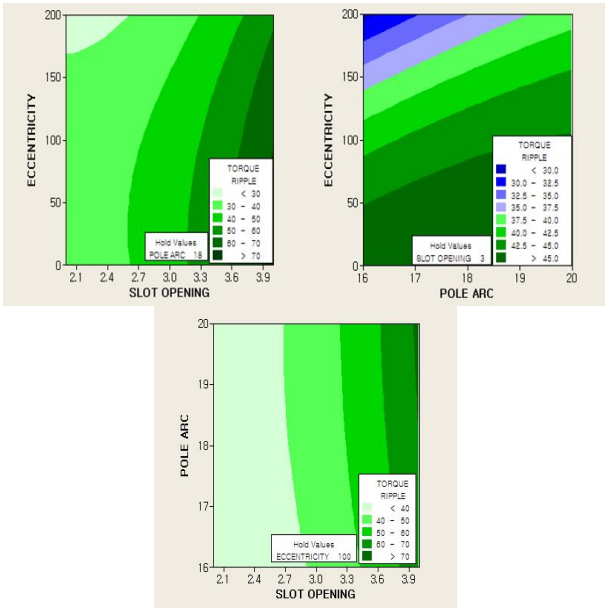 200
150
100
50
0
ECCENTRICITY
2.1 2.4 2.7 3.0 3.3 3.6 3.9
SLOT OPENING
Hold Values
POLE ARC 18
TORQUE
RIPPLE
< 30
30 - 40
40 - 50
50 - 60
60 - 70
> 70
200
150
100
50
0
ECCENTRICITY
16 17 18 19 20
POLE ARC
Hold Values
SLOT OPENING 3
TORQUE
RIPPLE
< 30.0
30.0 - 32.5
32.5 - 35.0
35.0 - 37.5
37.5 - 40.0
40.0 - 42.5
42.5 - 45.0
> 45.0
20
19
18
17
16
POLE ARC
2.1 2.4 2.7 3.0 3.3 3.6 3.9
SLOT OPENING
Hold Values
ECCENTRICITY 100
TORQUE
RIPPLE
< 40
40 - 50
50 - 60
60 - 70
> 70